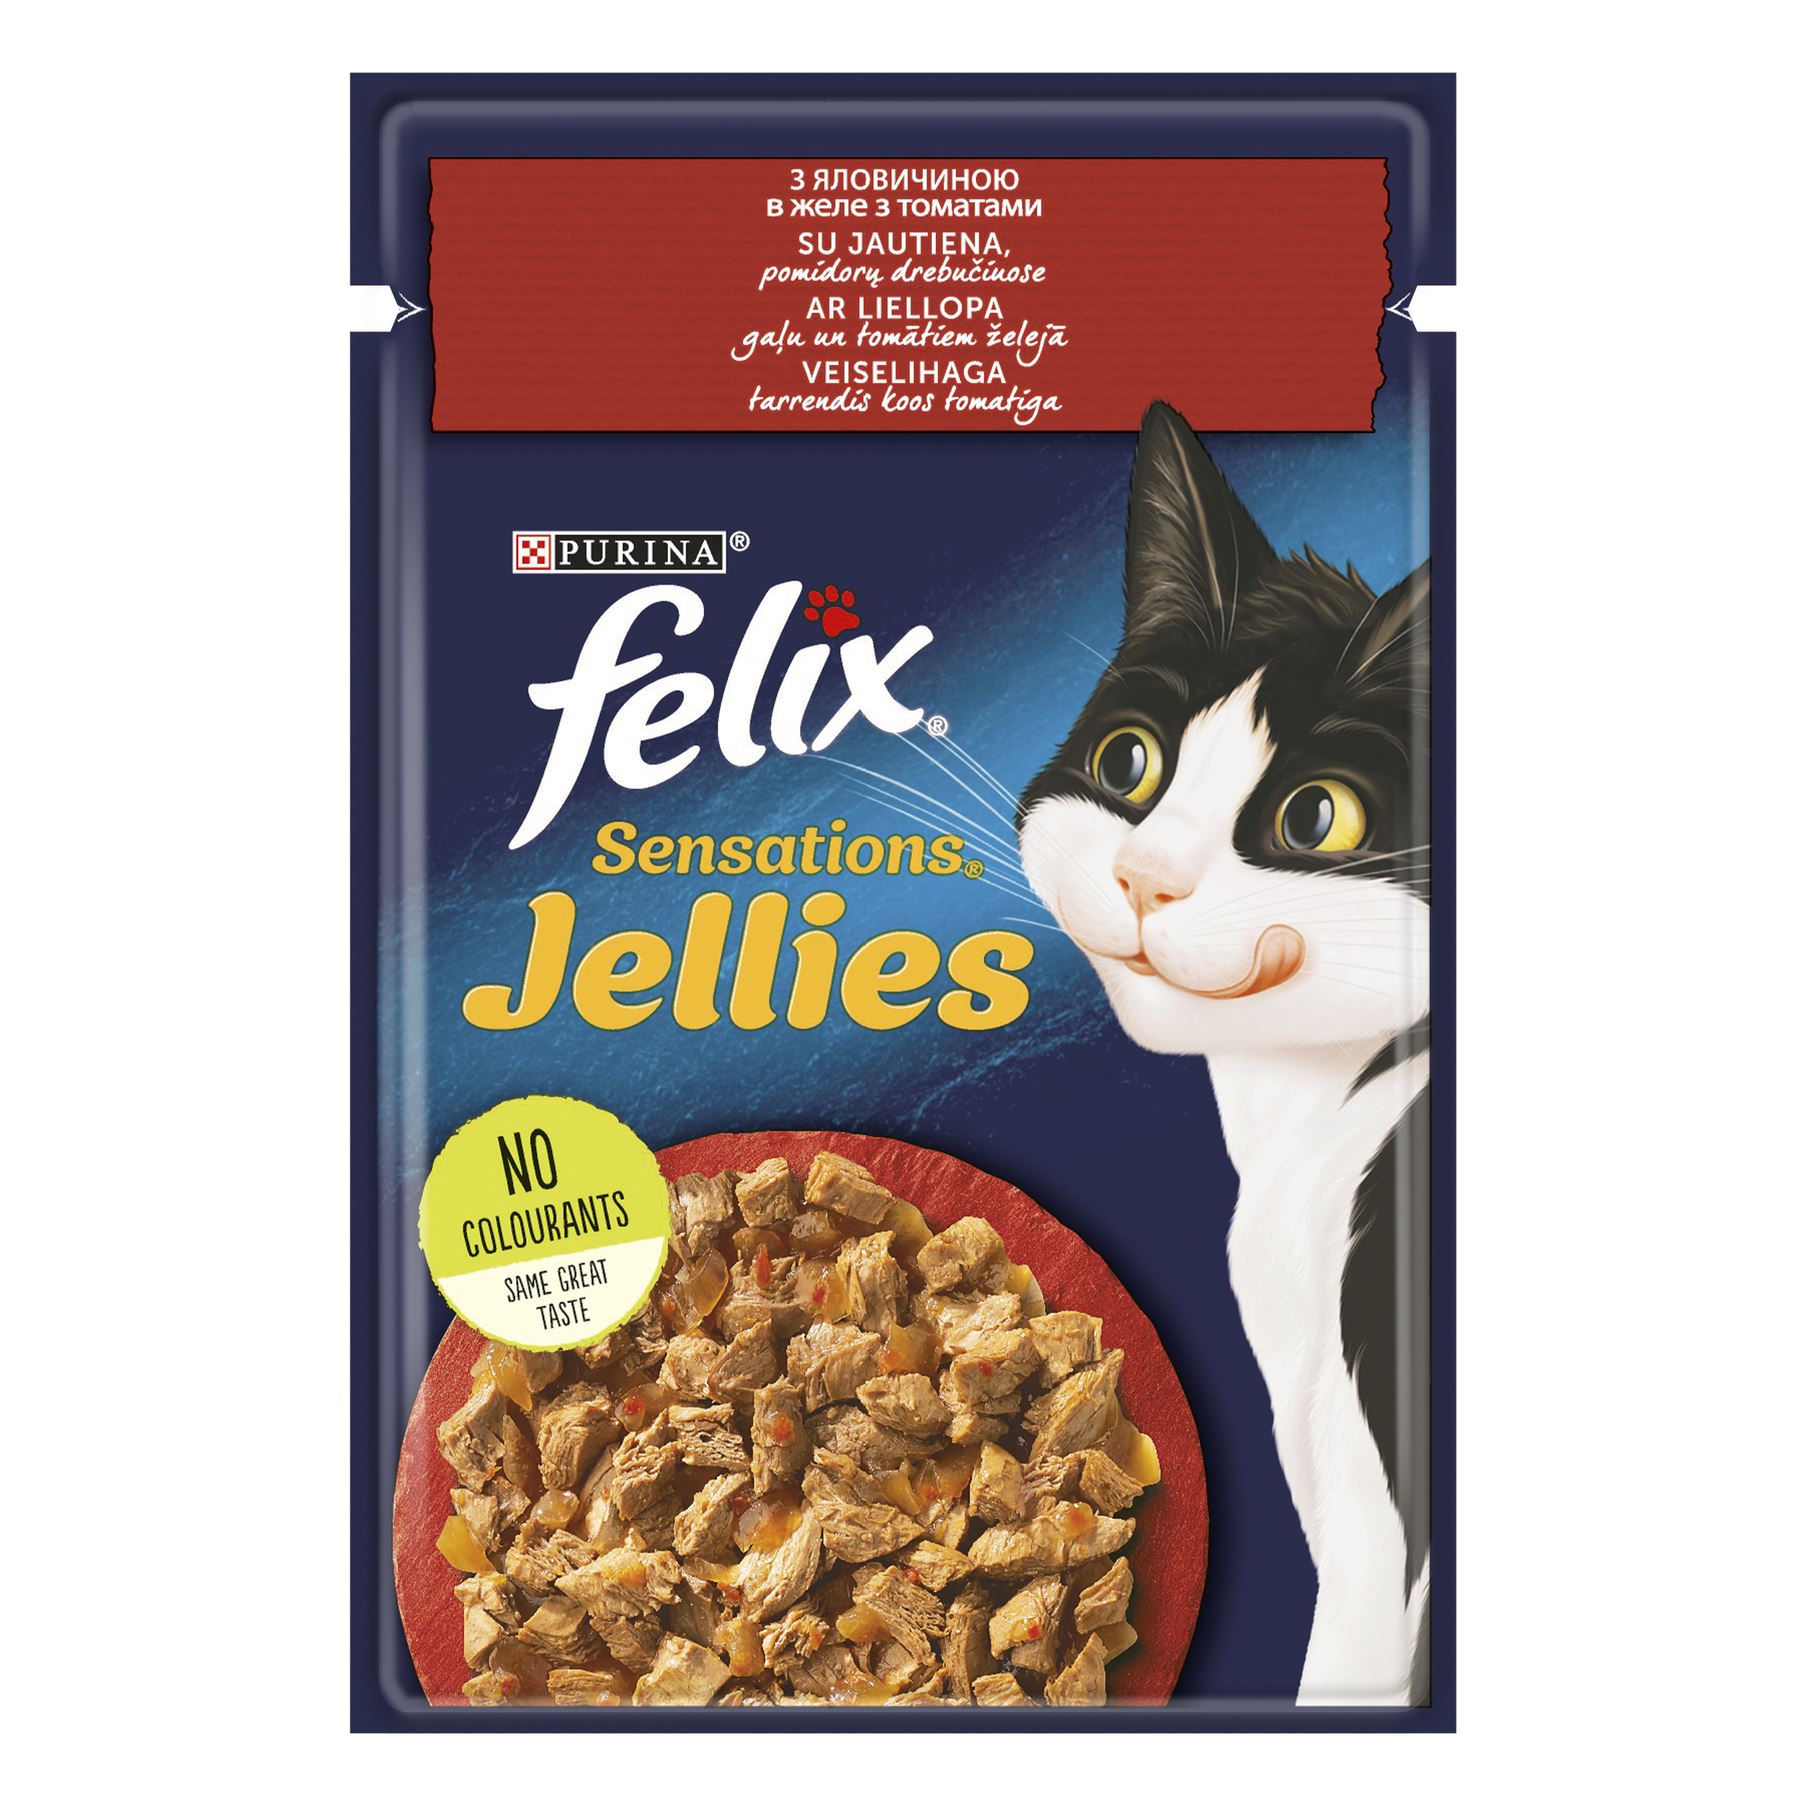 З ЯЛОВИЧИНОЮ
В ЖЕЛЕ З ТОМАТАМИ
SU JAUTIENA,
pomidorų drebučiuose
AR LIELLOPA
gaļu un tomātiem želejā
VEISELIHAGA
tarrendis koos tomatiga
PURINA®
felix®
Sensations®
Jellies
NO
COLOURANTS
SAME GREAT
TASTE